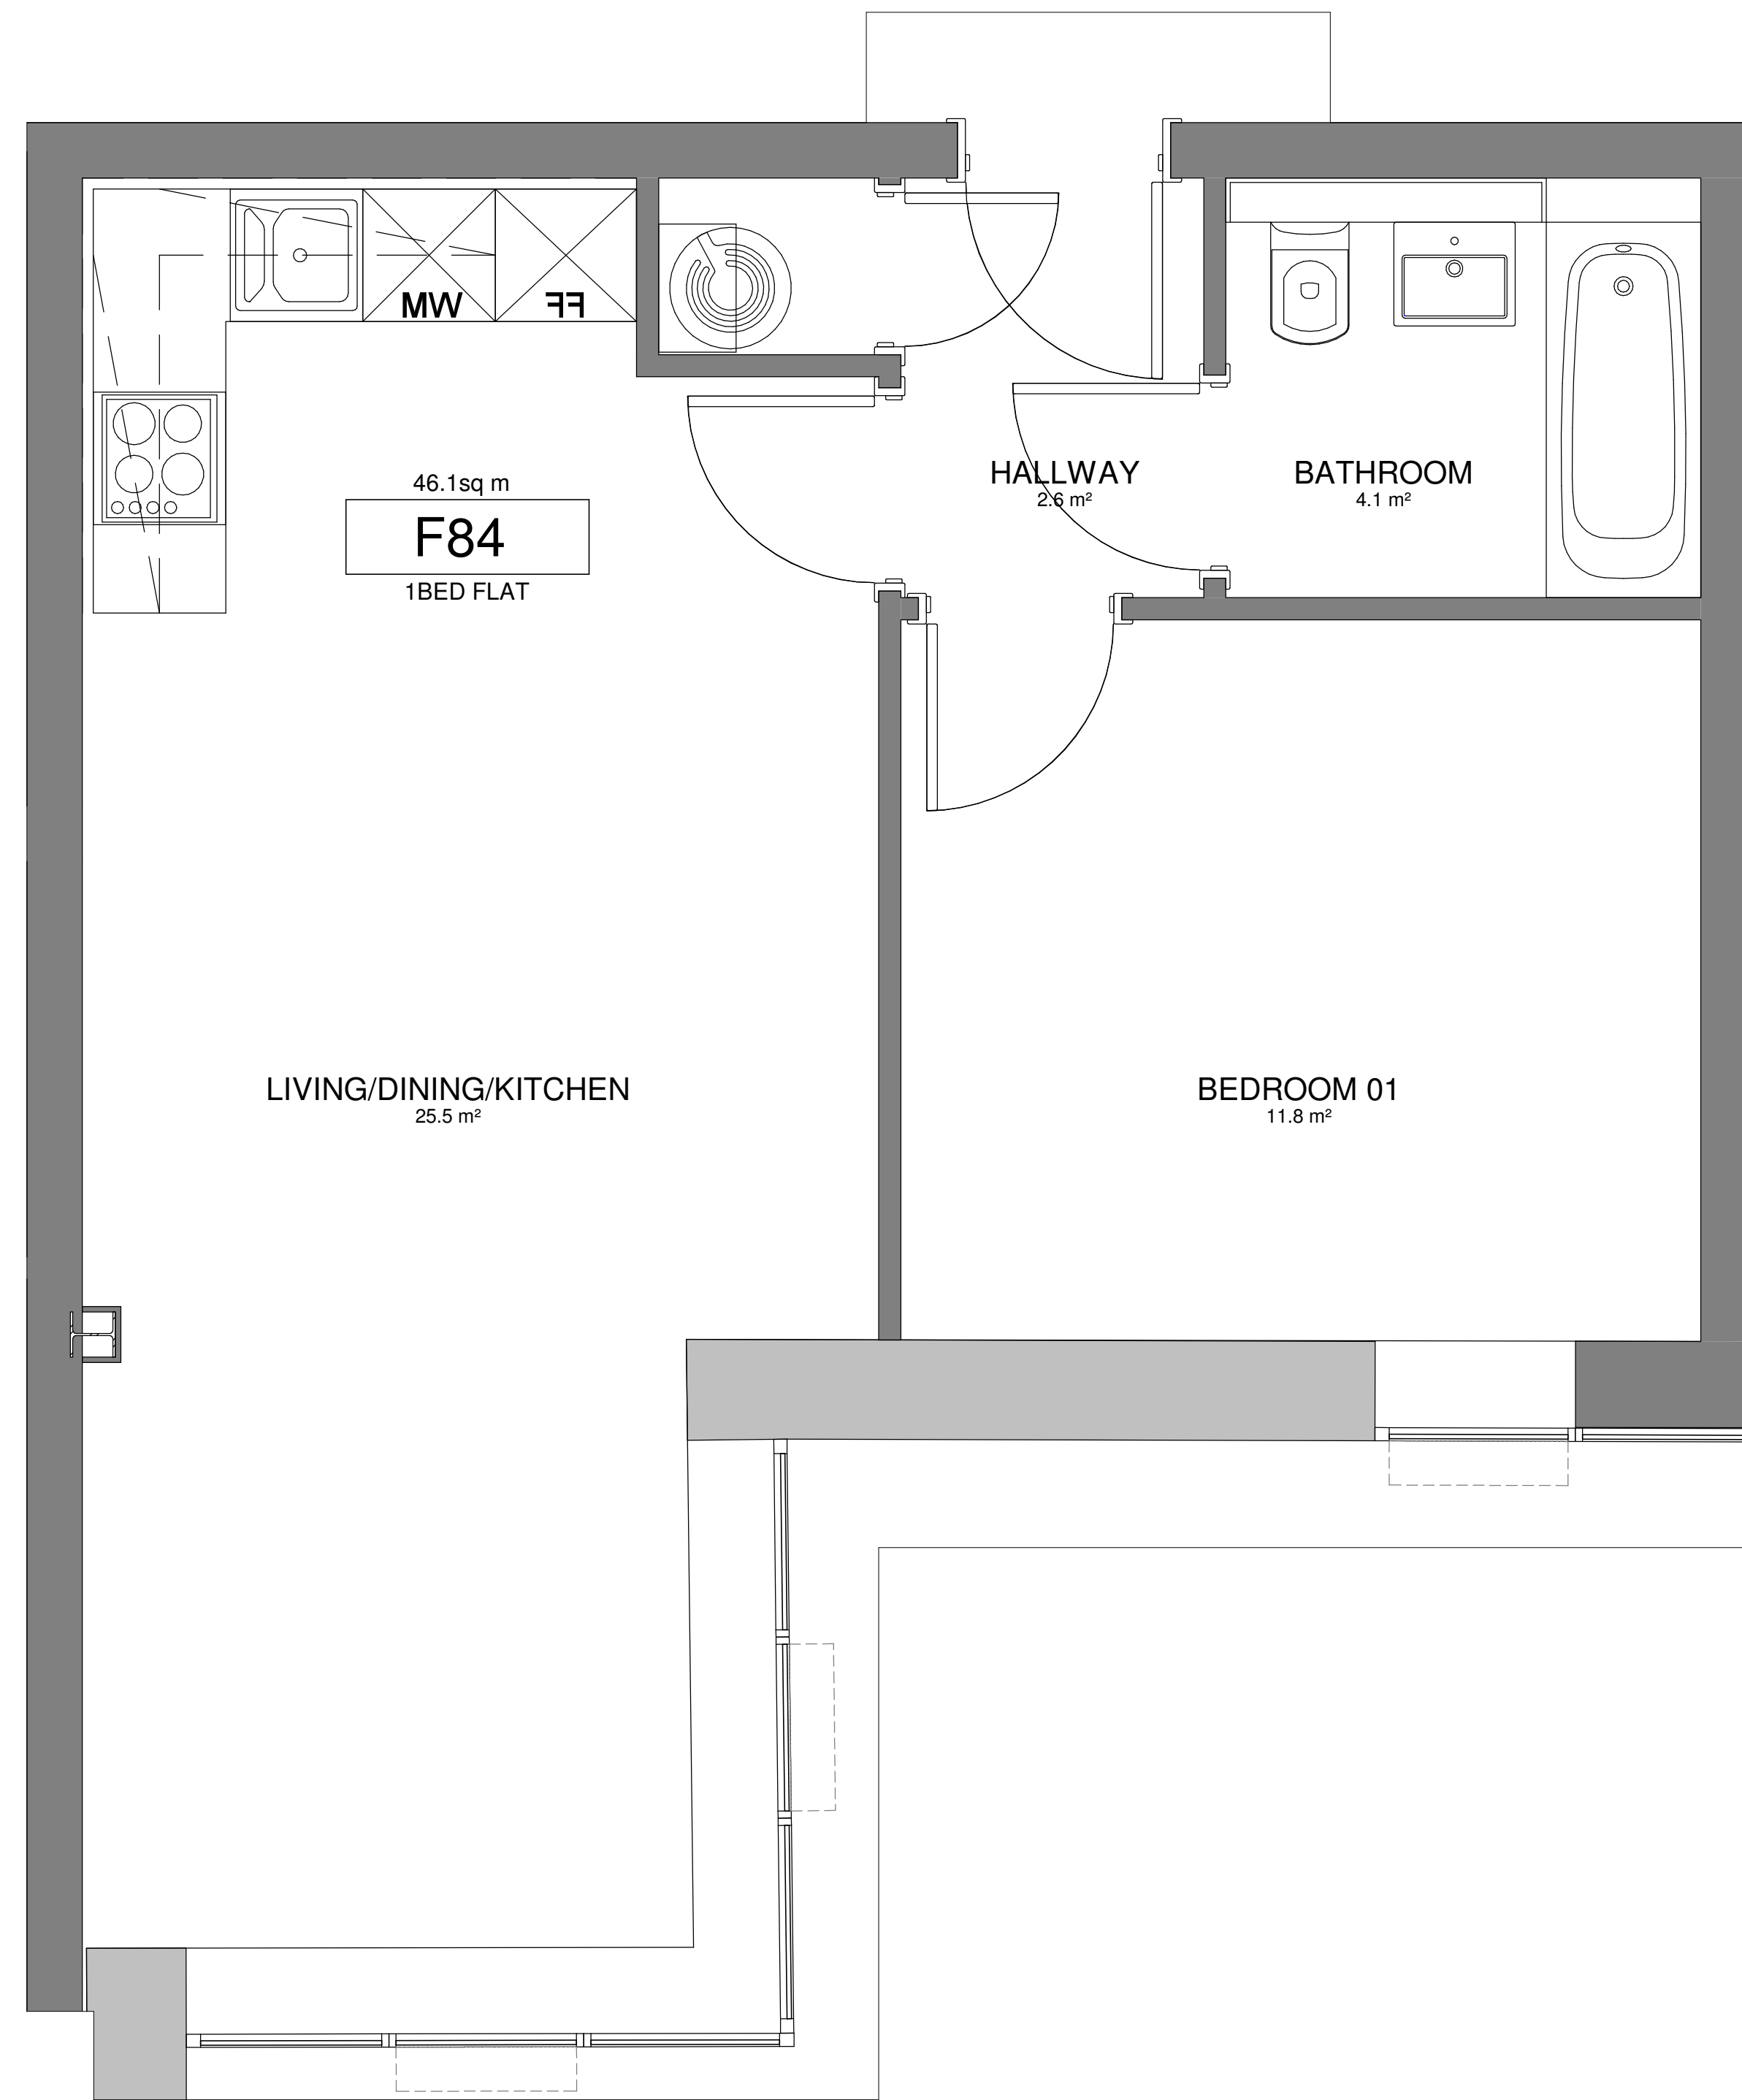 MW
FF
46.1sq m
F84
1BED FLAT
HALLWAY
2.6 m²
BATHROOM
4.1 m²
LIVING/DINING/KITCHEN
25.5 m²
BEDROOM 01
11.8 m²